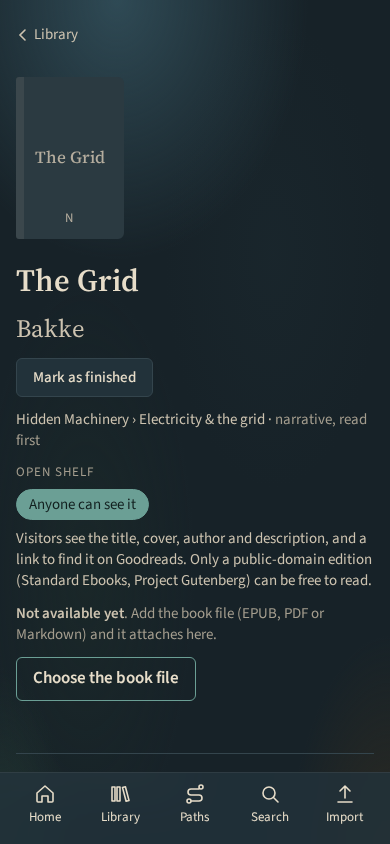 Library
The Grid
N
The Grid
Bakke
Mark as finished
Hidden Machinery › Electricity & the grid · narrative, read
first
OPEN SHELF
Anyone can see it
Visitors see the title, cover, author and description, and a
link to find it on Goodreads. Only a public-domain edition
(Standard Ebooks, Project Gutenberg) can be free to read.
Not available yet. Add the book file (EPUB, PDF or
Markdown) and it attaches here.
Choose the book file
Home Library Paths Search Import